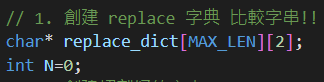 // 1. 創建 replace 字典 比較字串!!
char* replace_dict[MAX_LEN][2];
int N=0;